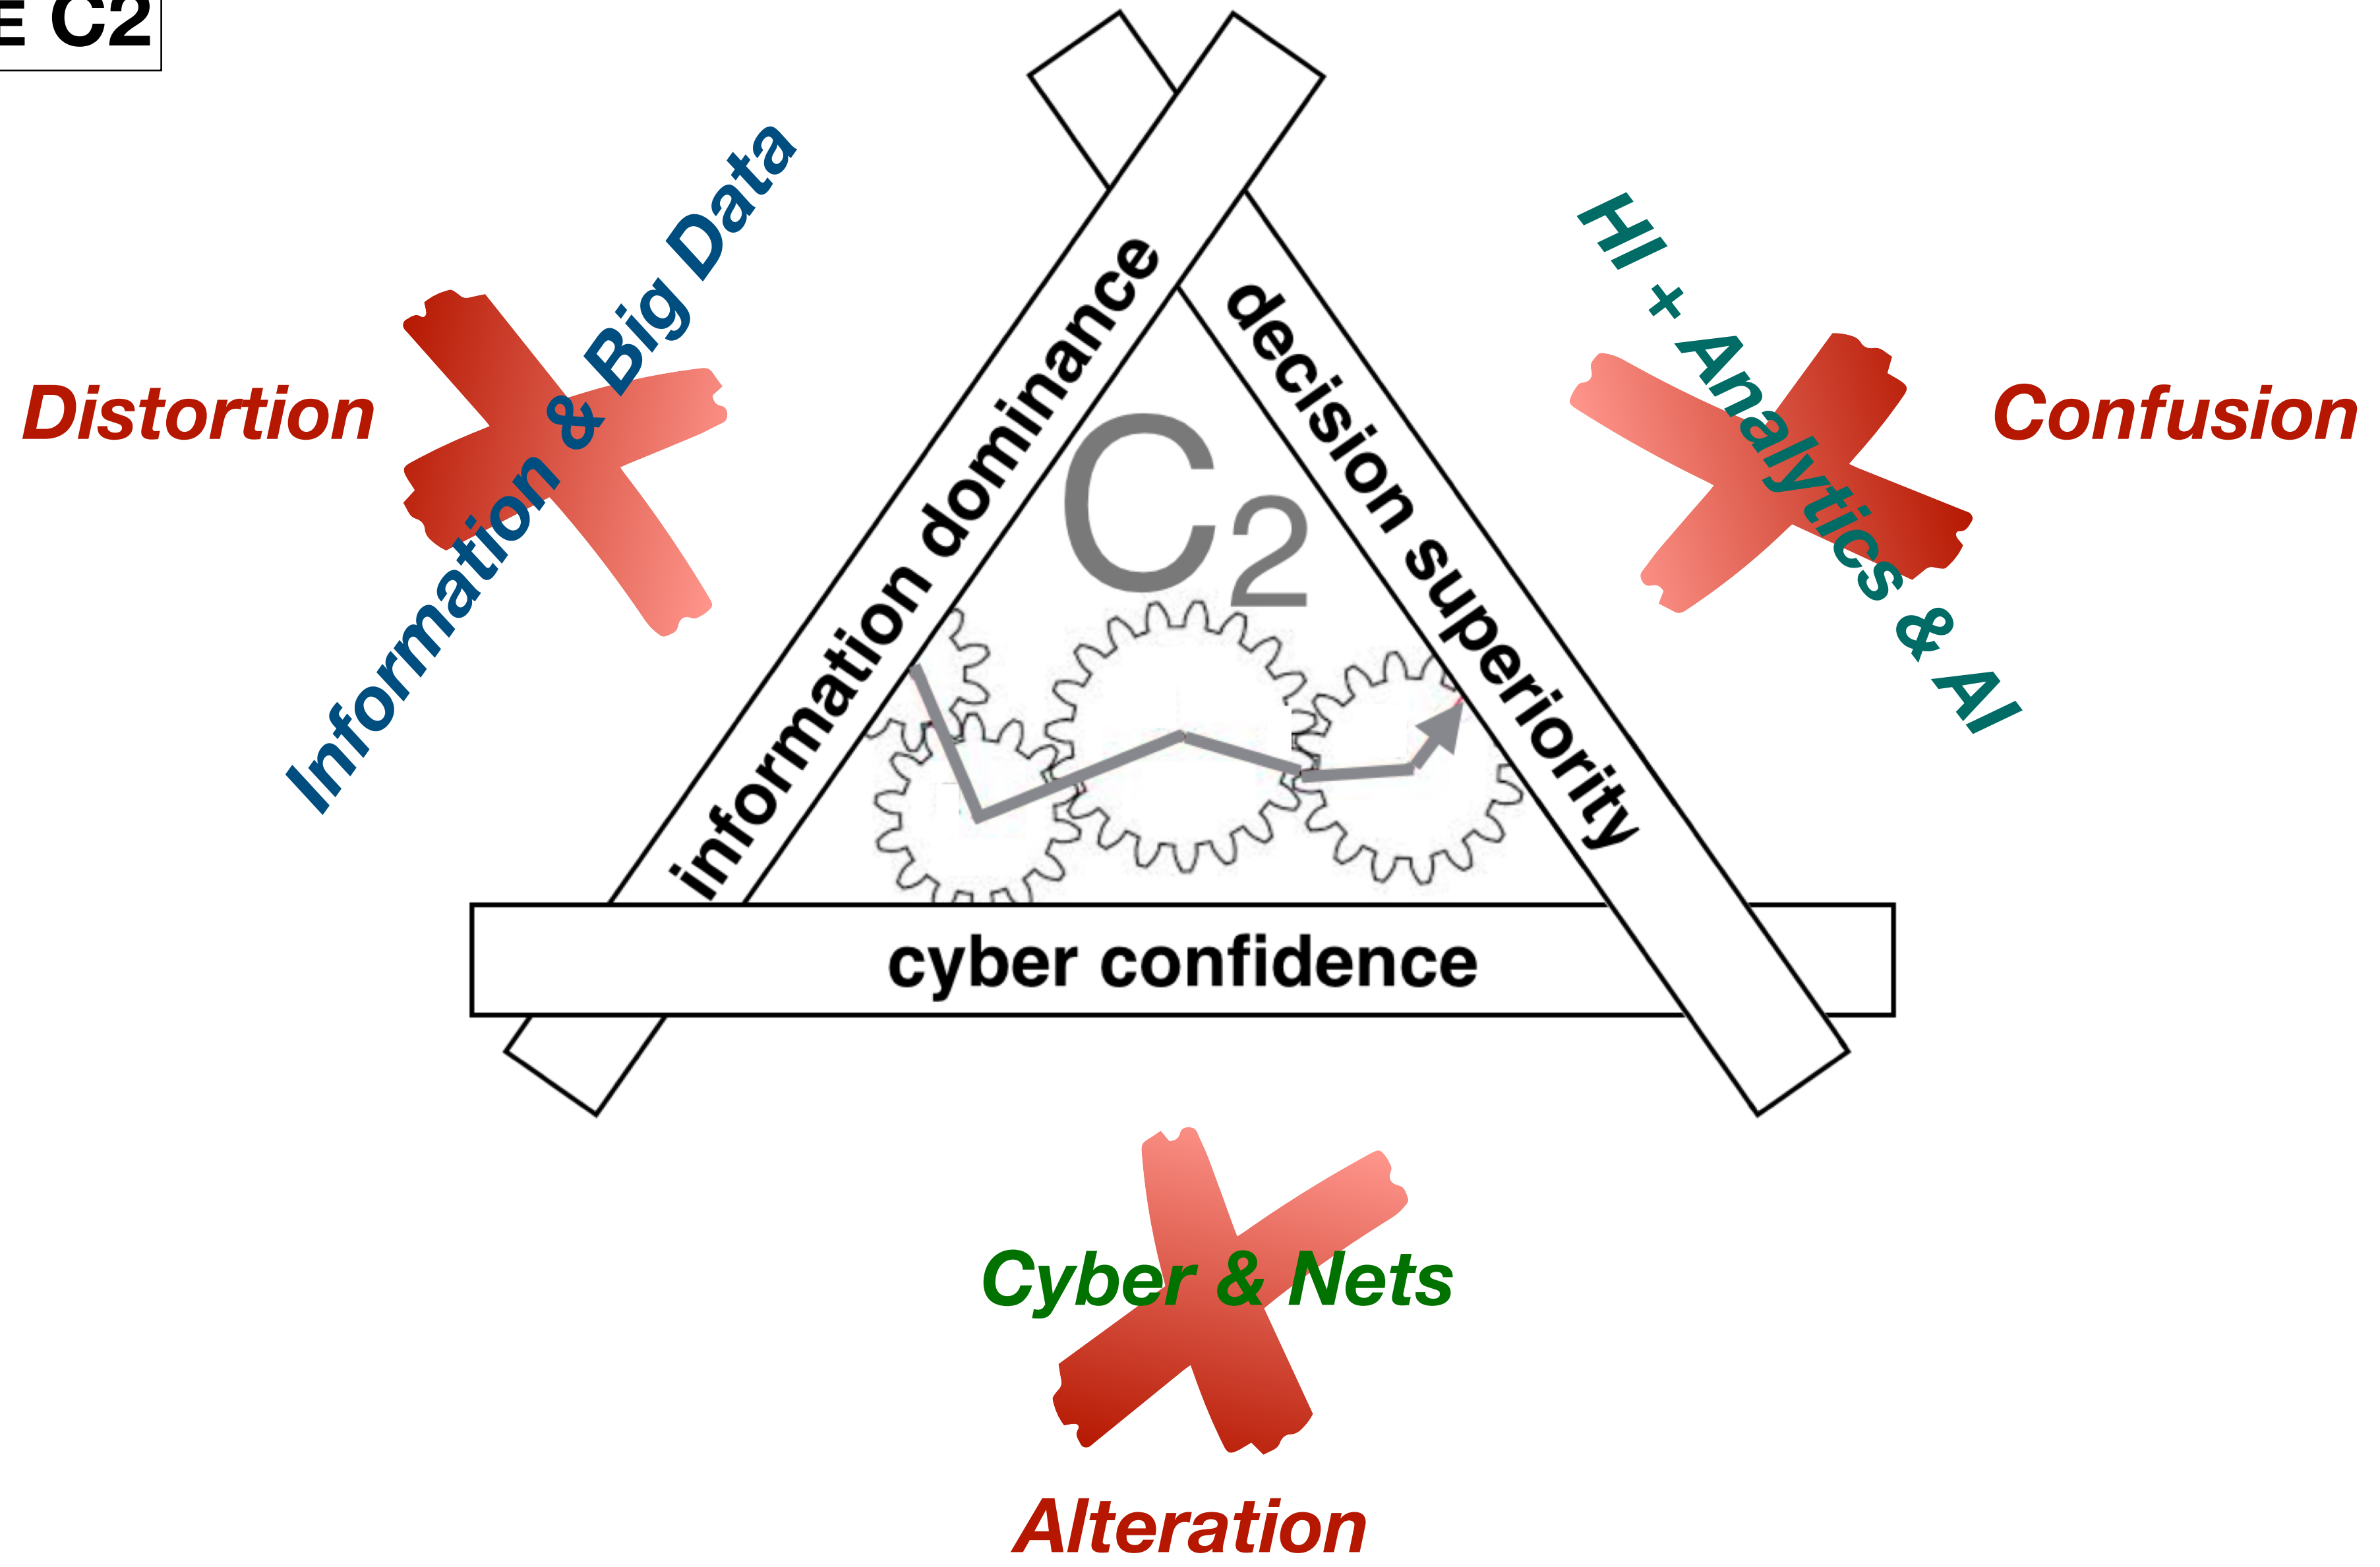 E C2
Information & Big Data
Distortion
information dominance
C2
decision superiority
HI + Analytics & AI
Confusion
cyber confidence
Cyber & Nets
Alteration